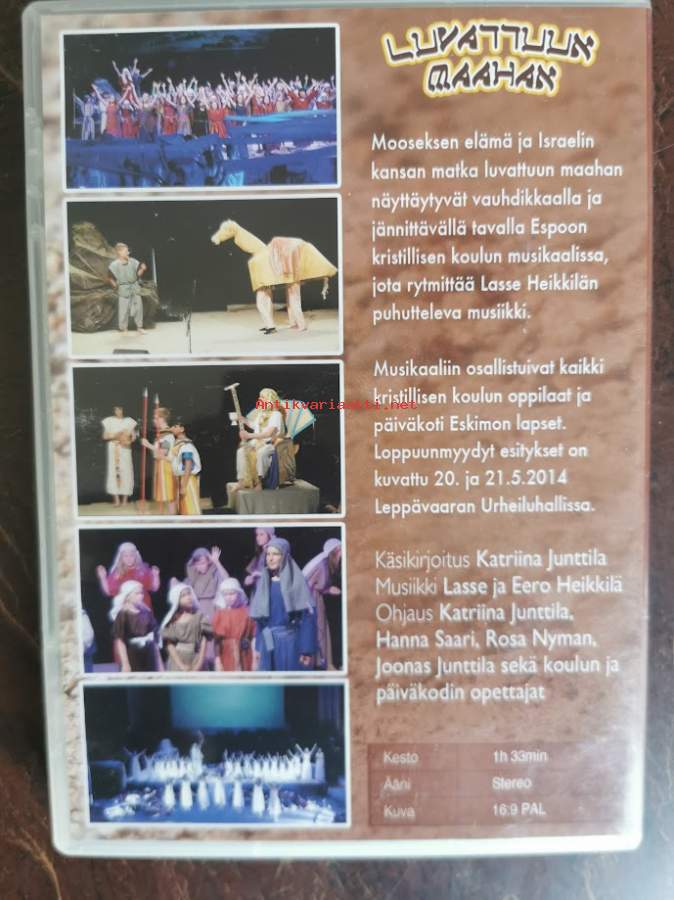 LUVATTUUN
MAAHAN
Mooseksen elämä ja Israelin
kansan matka luvattuun maahan
näyttäytyvät vauhdikkaalla ja
jännittävällä tavalla Espoon
kristillisen koulun musikaalissa,
jota rytmittää Lasse Heikkilän
puhutteleva musiikki.
Musikaaliin osallistuivat kaikki
kristillisen koulun oppilaat ja
päiväkoti Eskimon lapset.
Loppuunmyydyt esitykset on
kuvattu 20. ja 21.5.2014
Leppävaaran Urheiluhallissa.
Käsikirjoitus Katriina Junttila
Musiikki Lasse ja Eero Heikkilä
Ohjaus Katriina Junttila,
Hanna Saari, Rosa Nyman,
Joonas Junttila sekä koulun ja
päiväkodin opettajat
Kesto 1h 33min
Ääni Stereo
Kuva 16:9 PAL
Antikvariaatti.net